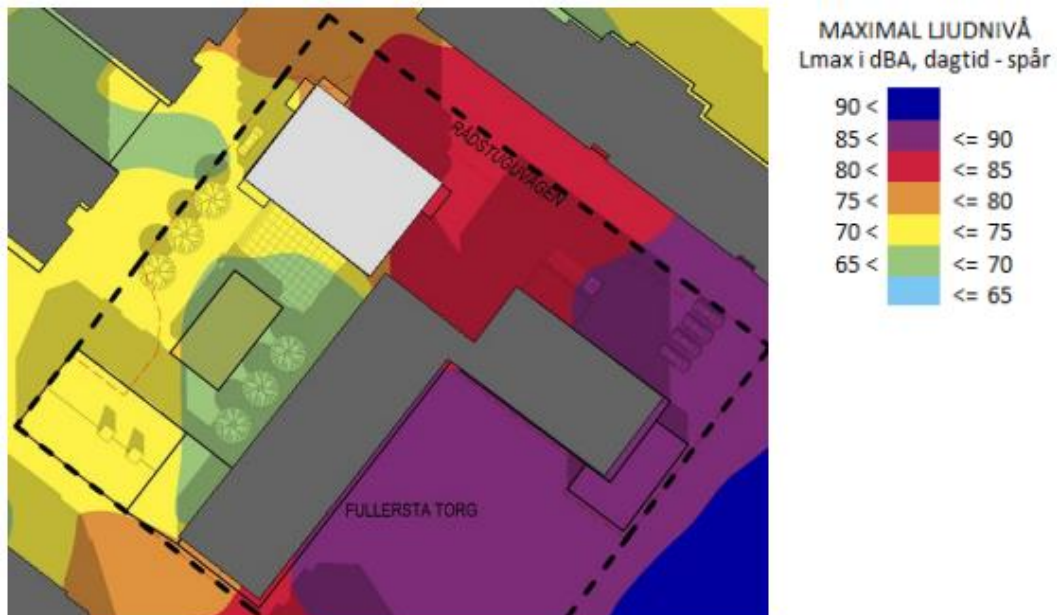 MAXIMAL LJUDNIVÅ
Lmax i dBA, dagtid - spår
90 <
85 < <= 90
80 < <= 85
75 < <= 80
70 < <= 75
65 < <= 70
<= 65
RÅDSTUGUVÄGEN
FULLERSTA TORG